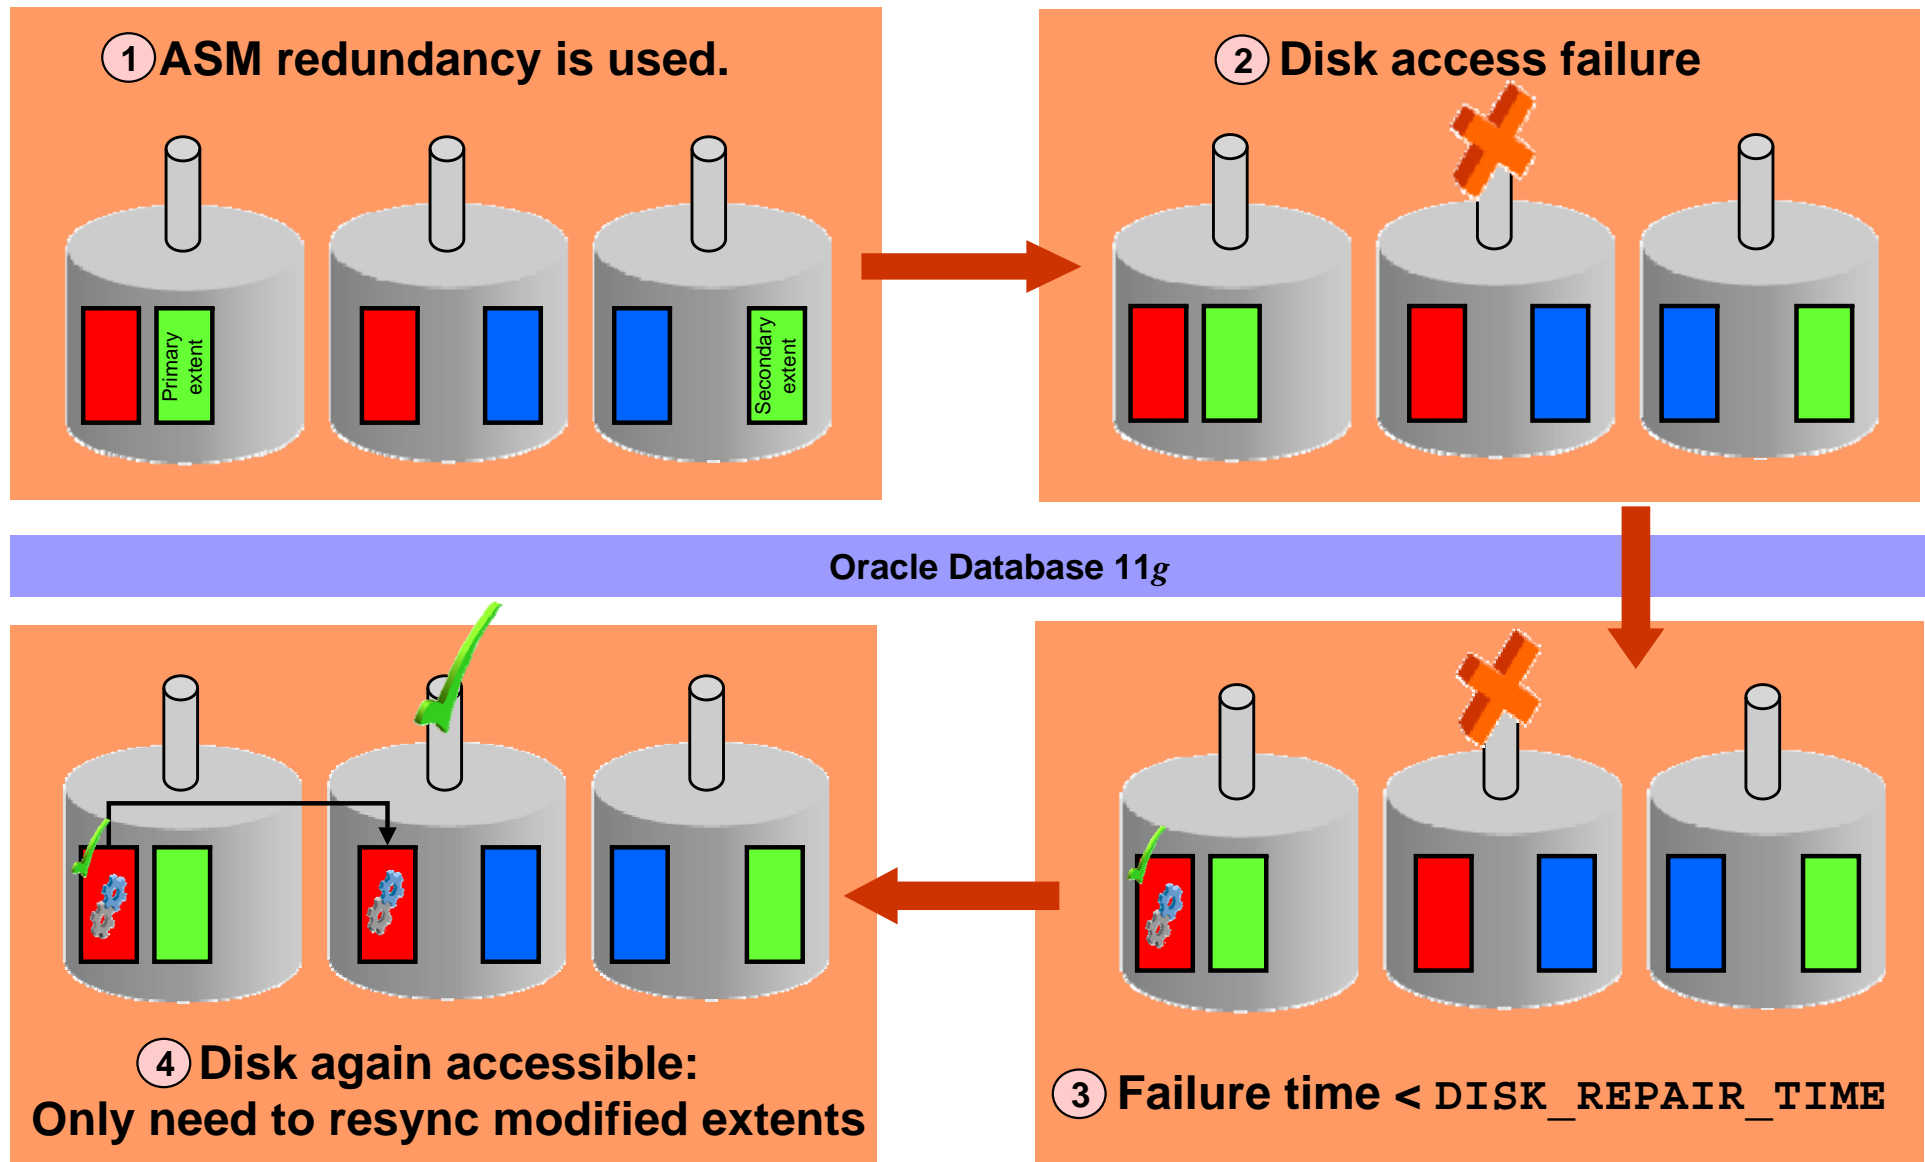 1 ASM redundancy is used.
2 Disk access failure
Primary
extent
Secondary
extent
Oracle Database 11g
4 Disk again accessible:
Only need to resync modified extents
3 Failure time < DISK_REPAIR_TIME